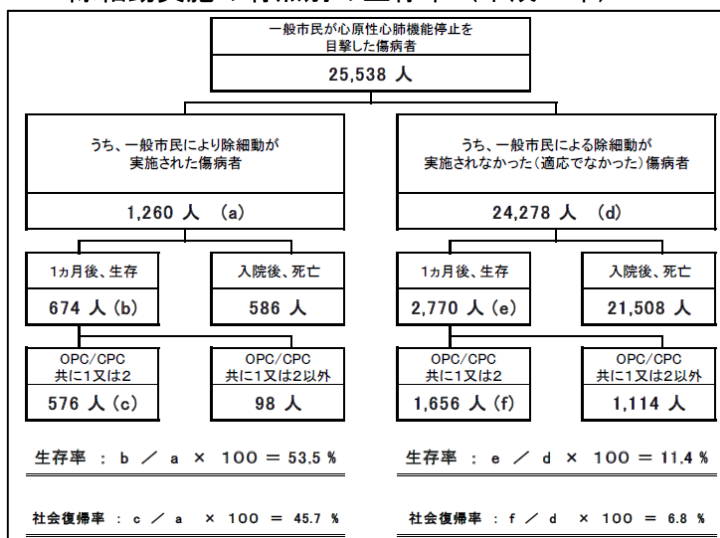 一般市民が心原性心肺機能停止を
目撃した傷病者
25,538 人
うち、一般市民により除細動が
実施された傷病者
1,260 人 (a)
うち、一般市民による除細動が
実施されなかった(適応でなかった)傷病者
24,278 人 (d)
1ヵ月後、生存
674 人 (b)
入院後、死亡
586 人
1ヵ月後、生存
2,770 人 (e)
入院後、死亡
21,508 人
OPC/CPC
共に1又は2
576 人 (c)
OPC/CPC
共に1又は2以外
98 人
OPC/CPC
共に1又は2
1,656 人 (f)
OPC/CPC
共に1又は2以外
1,114 人
生存率 : b / a × 100 = 53.5 %
生存率 : e / d × 100 = 11.4 %
社会復帰率 : c / a × 100 = 45.7 %
社会復帰率 : f / d × 100 = 6.8 %